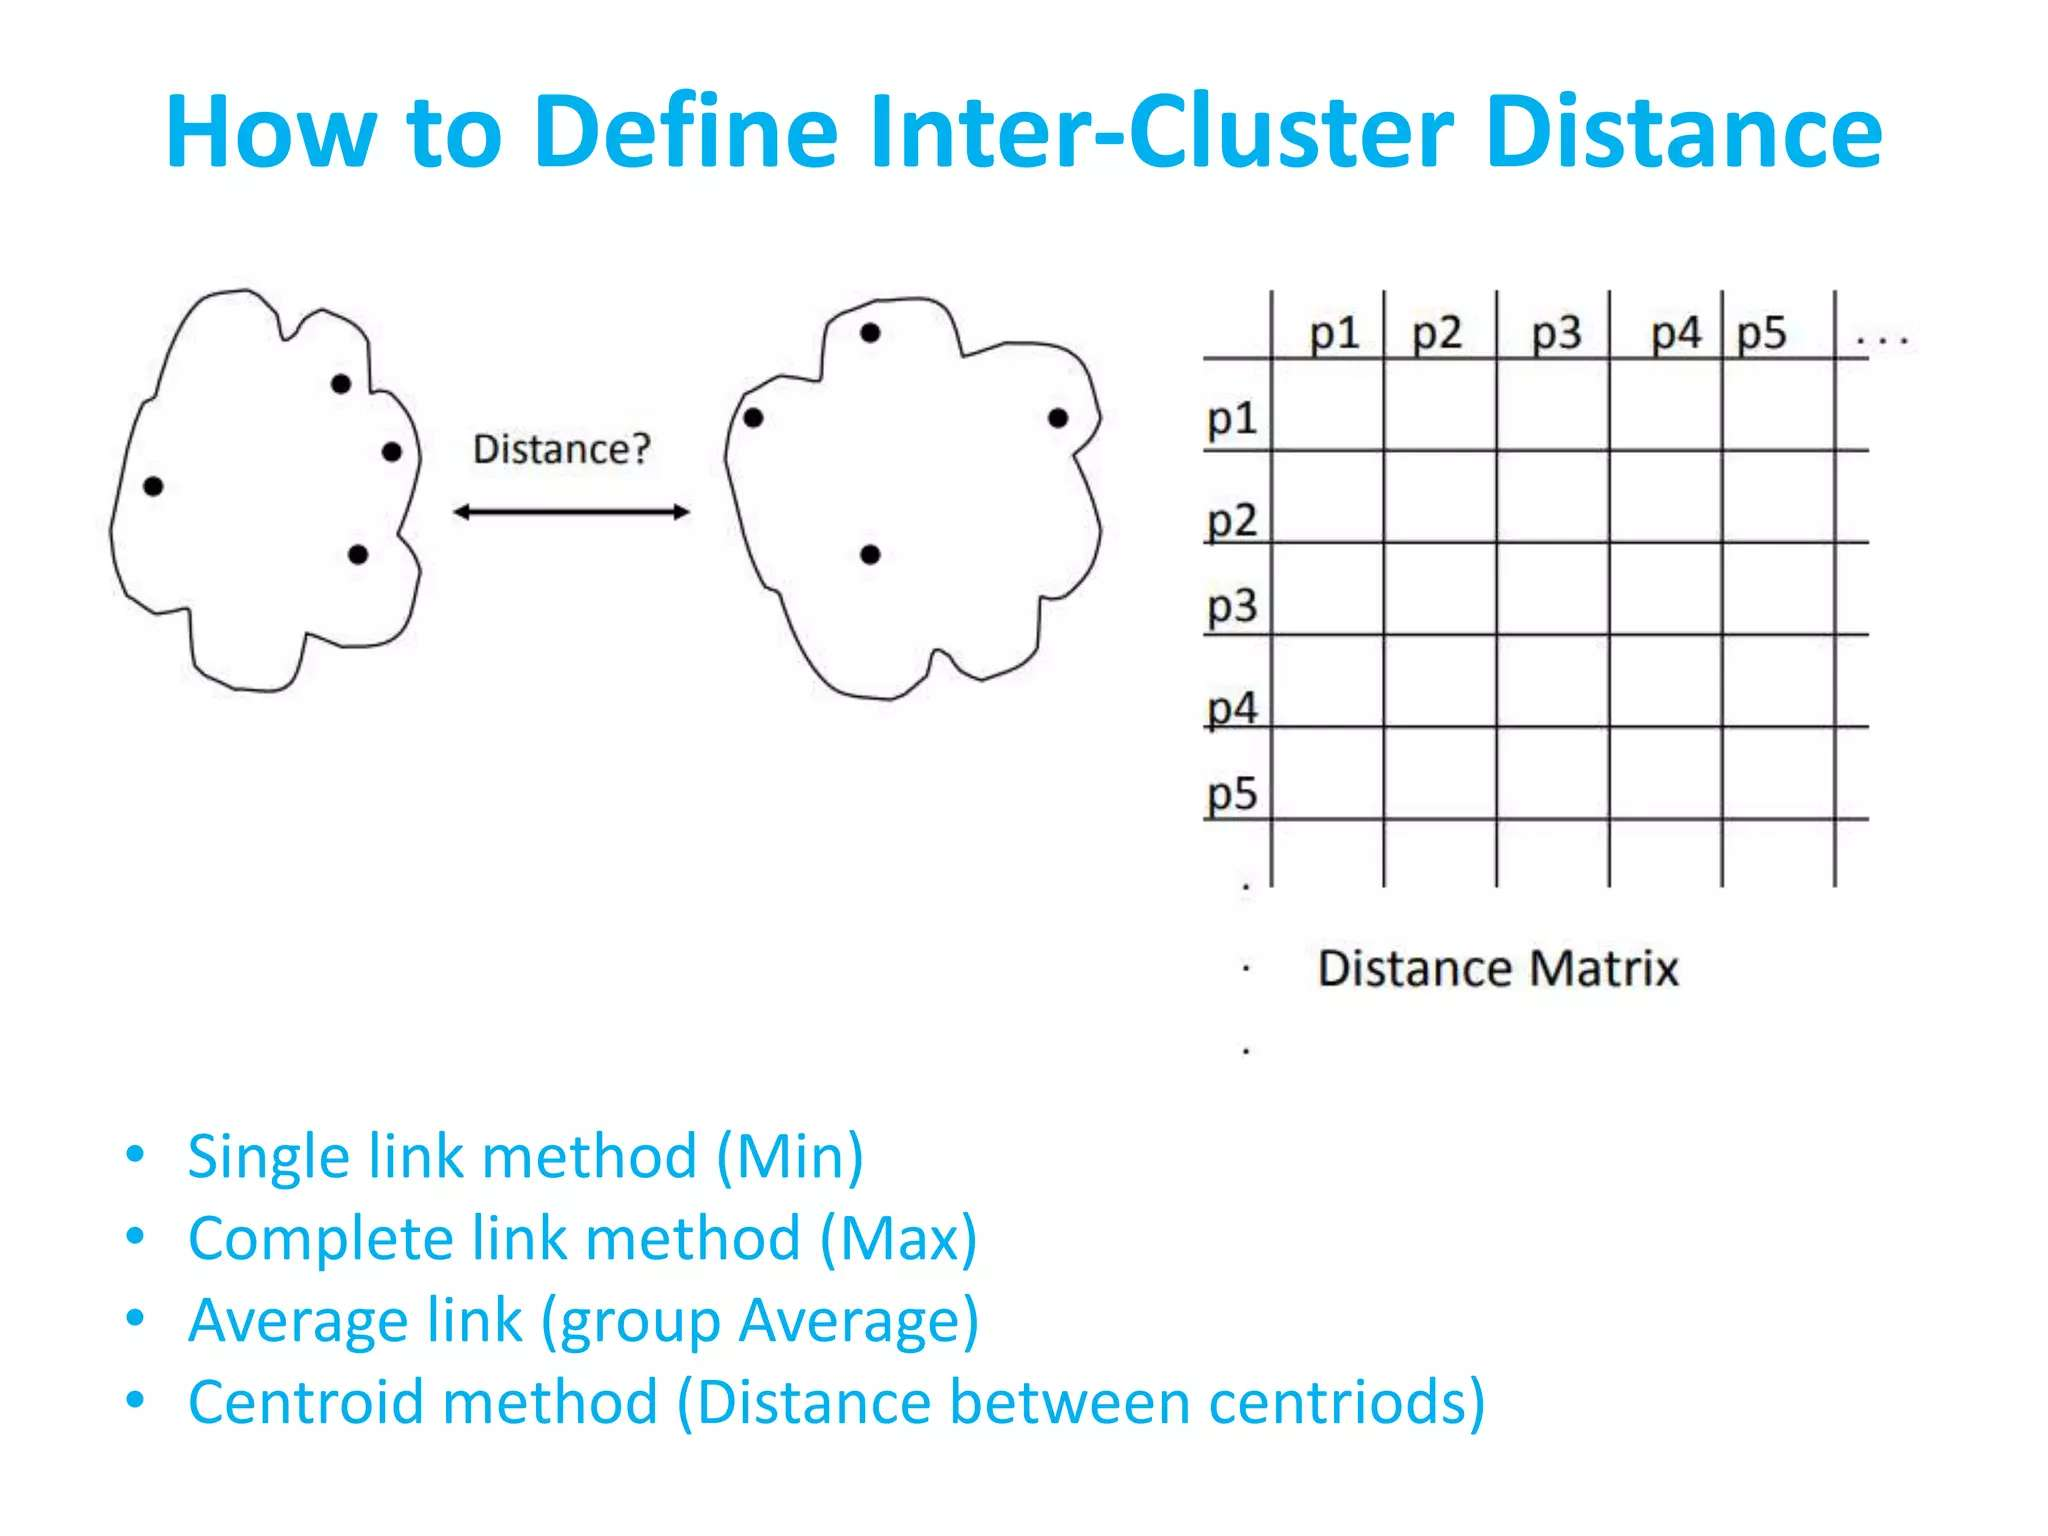 How to Define Inter-Cluster Distance
Distance?
p1 p2 p3 p4 p5 ...
p1
p2
p3
p4
p5
.
.
.
Distance Matrix
• Single link method (Min)
• Complete link method (Max)
• Average link (group Average)
• Centroid method (Distance between centriods)